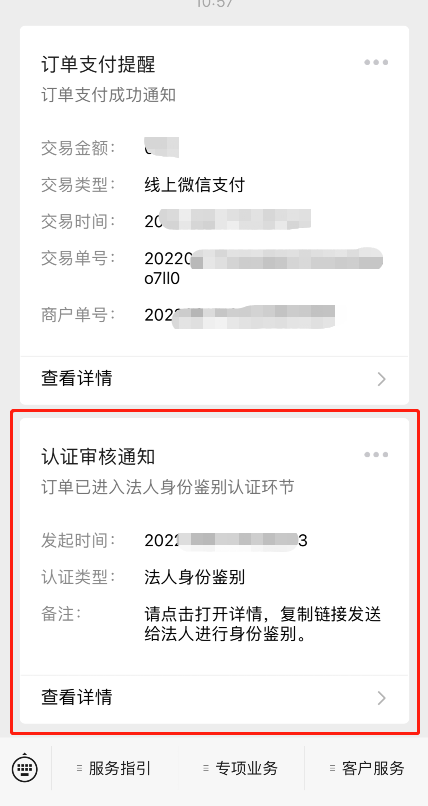 10:57
订单支付提醒
订单支付成功通知
交易金额：
交易类型： 线上微信支付
交易时间： 20
交易单号： 20220
o7ll0
商户单号： 202
查看详情
认证审核通知
订单已进入法人身份鉴别认证环节
发起时间： 202 3
认证类型： 法人身份鉴别
备注： 请点击打开详情，复制链接发送
给法人进行身份鉴别。
查看详情
服务指引 专项业务 客户服务